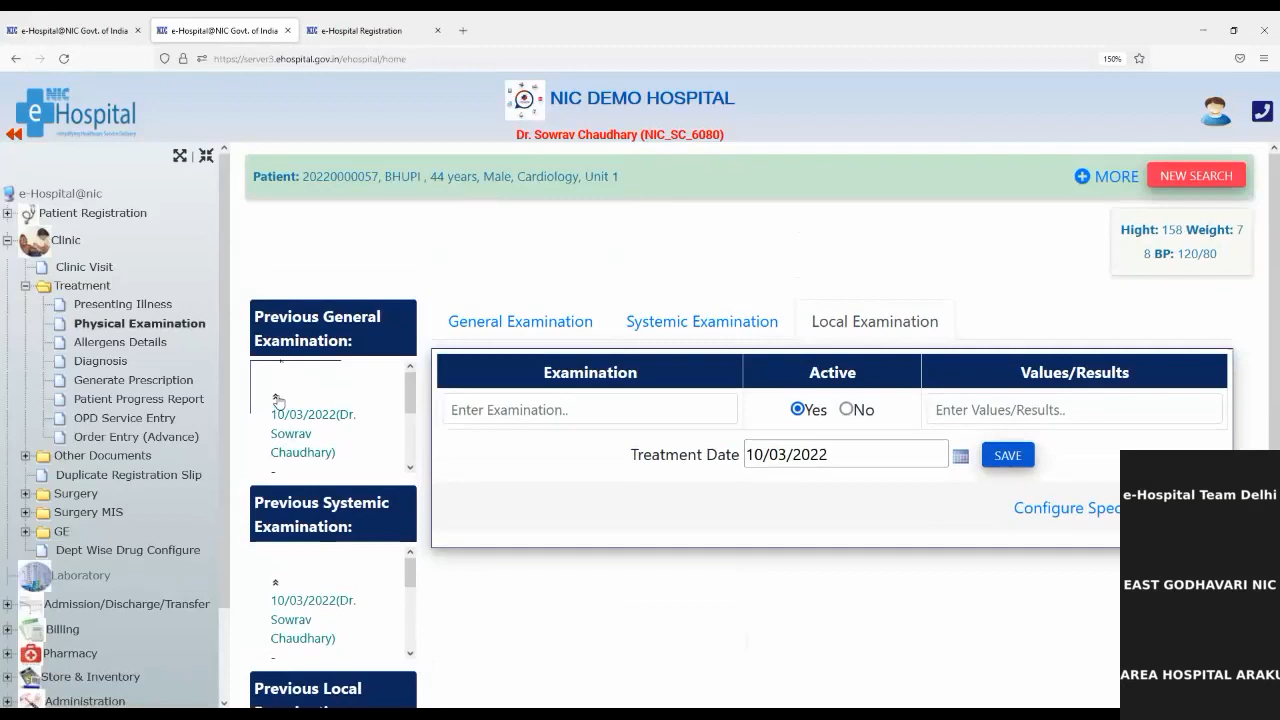 e-Hospital@NIC Govt. of India
e-Hospital@NIC Govt. of India
e-Hospital Registration
https://server3.ehospital.gov.in/ehospital/home
150%
NIC
e Hospital
NIC DEMO HOSPITAL
Dr. Sowrav Chaudhary (NIC_SC_6080)
e-Hospital@nic
Patient Registration
Clinic
Clinic Visit
Treatment
Presenting Illness
Physical Examination
Allergens Details
Diagnosis
Generate Prescription
Patient Progress Report
OPD Service Entry
Order Entry (Advance)
Other Documents
Duplicate Registration Slip
Surgery
Surgery MIS
GE
Dept Wise Drug Configure
Laboratory
Admission/Discharge/Transfer
Billing
Pharmacy
Store & Inventory
Administration
Patient: 20220000057, BHUPI , 44 years, Male, Cardiology, Unit 1
MORE
NEW SEARCH
Hight: 158 Weight: 7
8 BP: 120/80
Previous General
Examination:
10/03/2022(Dr.
Sowrav
Chaudhary)
-
Previous Systemic
Examination:
10/03/2022(Dr.
Sowrav
Chaudhary)
-
Previous Local
General Examination
Systemic Examination
Local Examination
Examination
Active
Values/Results
Enter Examination..
Yes
No
Enter Values/Results..
Treatment Date
10/03/2022
SAVE
Configure Spec
e-Hospital Team Delhi
EAST GODHAVARI NIC
AREA HOSPITAL ARAKU